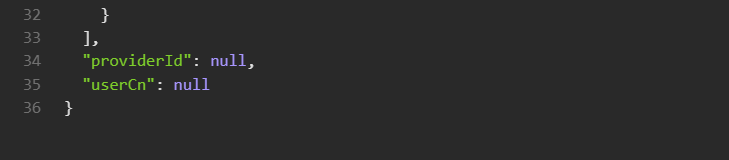 32 }
33 ],
34 "providerId": null,
35 "userCn": null
36 }